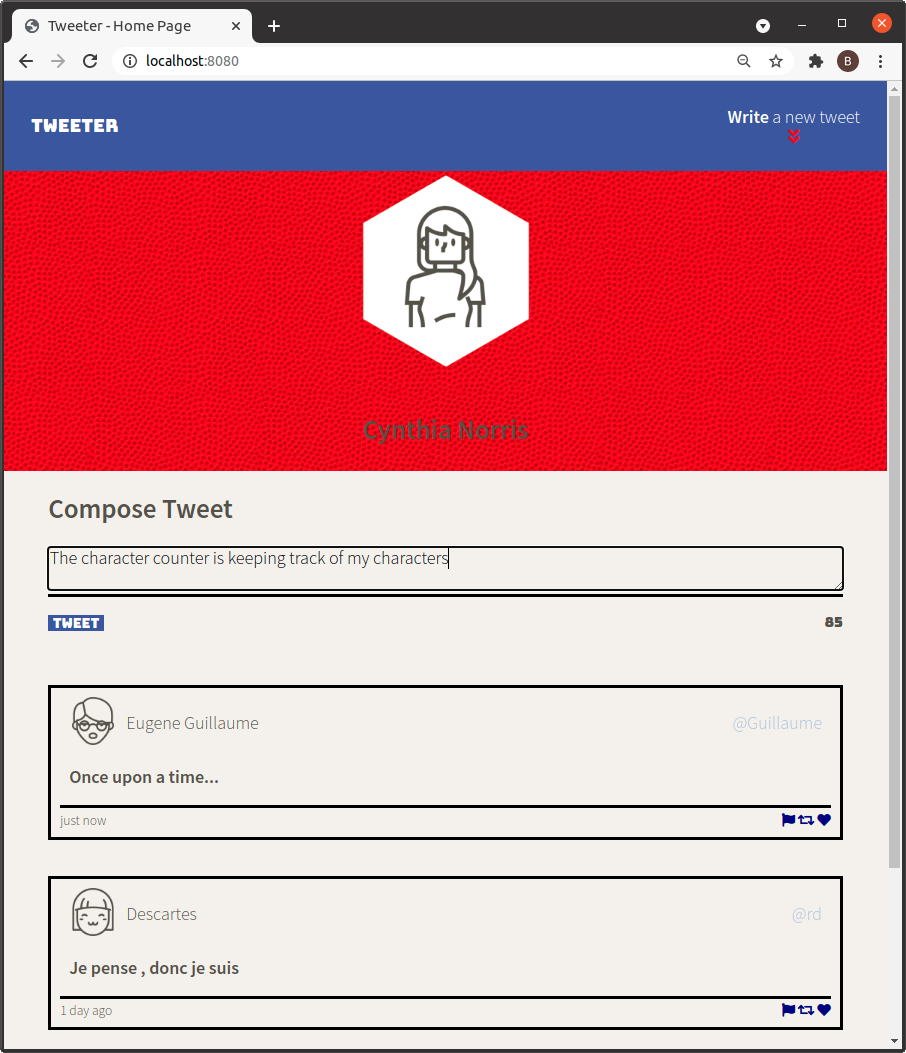 Tweeter - Home Page
localhost:8080
B
TWEETER
Write a new tweet
Cynthia Norris
Compose Tweet
The character counter is keeping track of my characters
TWEET
85
Eugene Guillaume
@Guillaume
Once upon a time...
just now
Descartes
@rd
Je pense , donc je suis
1 day ago